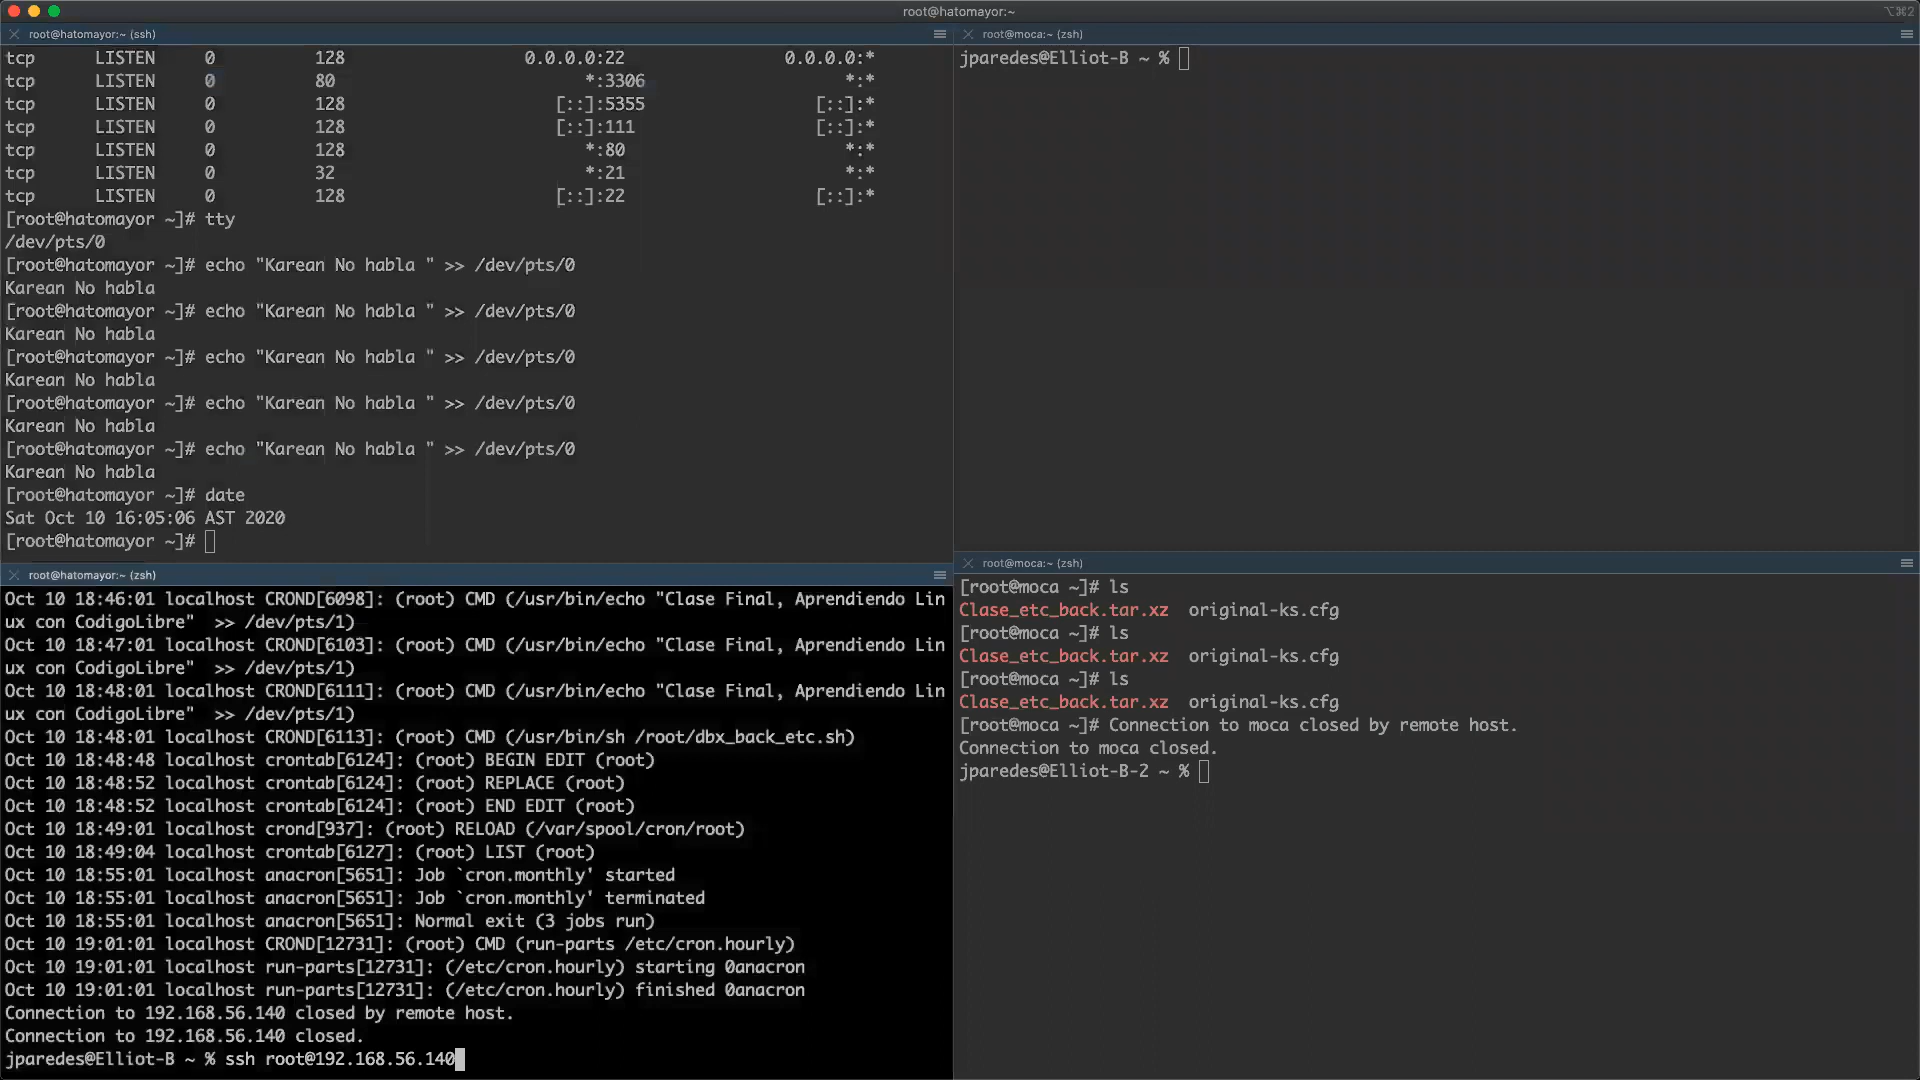 root@hatomayor:~
⌥⌘2
root@hatomayor:~ (ssh)
tcp LISTEN 0 128 0.0.0.0:22 0.0.0.0:*
tcp LISTEN 0 80 *:3306 *:*
tcp LISTEN 0 128 [::]:5355 [::]:*
tcp LISTEN 0 128 [::]:111 [::]:*
tcp LISTEN 0 128 *:80 *:*
tcp LISTEN 0 32 *:21 *:*
tcp LISTEN 0 128 [::]:22 [::]:*
[root@hatomayor ~]# tty
/dev/pts/0
[root@hatomayor ~]# echo "Karean No habla " >> /dev/pts/0
Karean No habla
[root@hatomayor ~]# echo "Karean No habla " >> /dev/pts/0
Karean No habla
[root@hatomayor ~]# echo "Karean No habla " >> /dev/pts/0
Karean No habla
[root@hatomayor ~]# echo "Karean No habla " >> /dev/pts/0
Karean No habla
[root@hatomayor ~]# echo "Karean No habla " >> /dev/pts/0
Karean No habla
[root@hatomayor ~]# date
Sat Oct 10 16:05:06 AST 2020
[root@hatomayor ~]#
root@hatomayor:~ (zsh)
Oct 10 18:46:01 localhost CROND[6098]: (root) CMD (/usr/bin/echo "Clase Final, Aprendiendo Lin
ux con CodigoLibre"  >> /dev/pts/1)
Oct 10 18:47:01 localhost CROND[6103]: (root) CMD (/usr/bin/echo "Clase Final, Aprendiendo Lin
ux con CodigoLibre"  >> /dev/pts/1)
Oct 10 18:48:01 localhost CROND[6111]: (root) CMD (/usr/bin/echo "Clase Final, Aprendiendo Lin
ux con CodigoLibre"  >> /dev/pts/1)
Oct 10 18:48:01 localhost CROND[6113]: (root) CMD (/usr/bin/sh /root/dbx_back_etc.sh)
Oct 10 18:48:48 localhost crontab[6124]: (root) BEGIN EDIT (root)
Oct 10 18:48:52 localhost crontab[6124]: (root) REPLACE (root)
Oct 10 18:48:52 localhost crontab[6124]: (root) END EDIT (root)
Oct 10 18:49:01 localhost crond[937]: (root) RELOAD (/var/spool/cron/root)
Oct 10 18:49:04 localhost crontab[6127]: (root) LIST (root)
Oct 10 18:55:01 localhost anacron[5651]: Job `cron.monthly' started
Oct 10 18:55:01 localhost anacron[5651]: Job `cron.monthly' terminated
Oct 10 18:55:01 localhost anacron[5651]: Normal exit (3 jobs run)
Oct 10 19:01:01 localhost CROND[12731]: (root) CMD (run-parts /etc/cron.hourly)
Oct 10 19:01:01 localhost run-parts[12731]: (/etc/cron.hourly) starting 0anacron
Oct 10 19:01:01 localhost run-parts[12731]: (/etc/cron.hourly) finished 0anacron
Connection to 192.168.56.140 closed by remote host.
Connection to 192.168.56.140 closed.
jparedes@Elliot-B ~ % ssh root@192.168.56.140
root@moca:~ (zsh)
jparedes@Elliot-B ~ %
root@moca:~ (zsh)
[root@moca ~]# ls
Clase_etc_back.tar.xz  original-ks.cfg
[root@moca ~]# ls
Clase_etc_back.tar.xz  original-ks.cfg
[root@moca ~]# ls
Clase_etc_back.tar.xz  original-ks.cfg
[root@moca ~]# Connection to moca closed by remote host.
Connection to moca closed.
jparedes@Elliot-B-2 ~ %